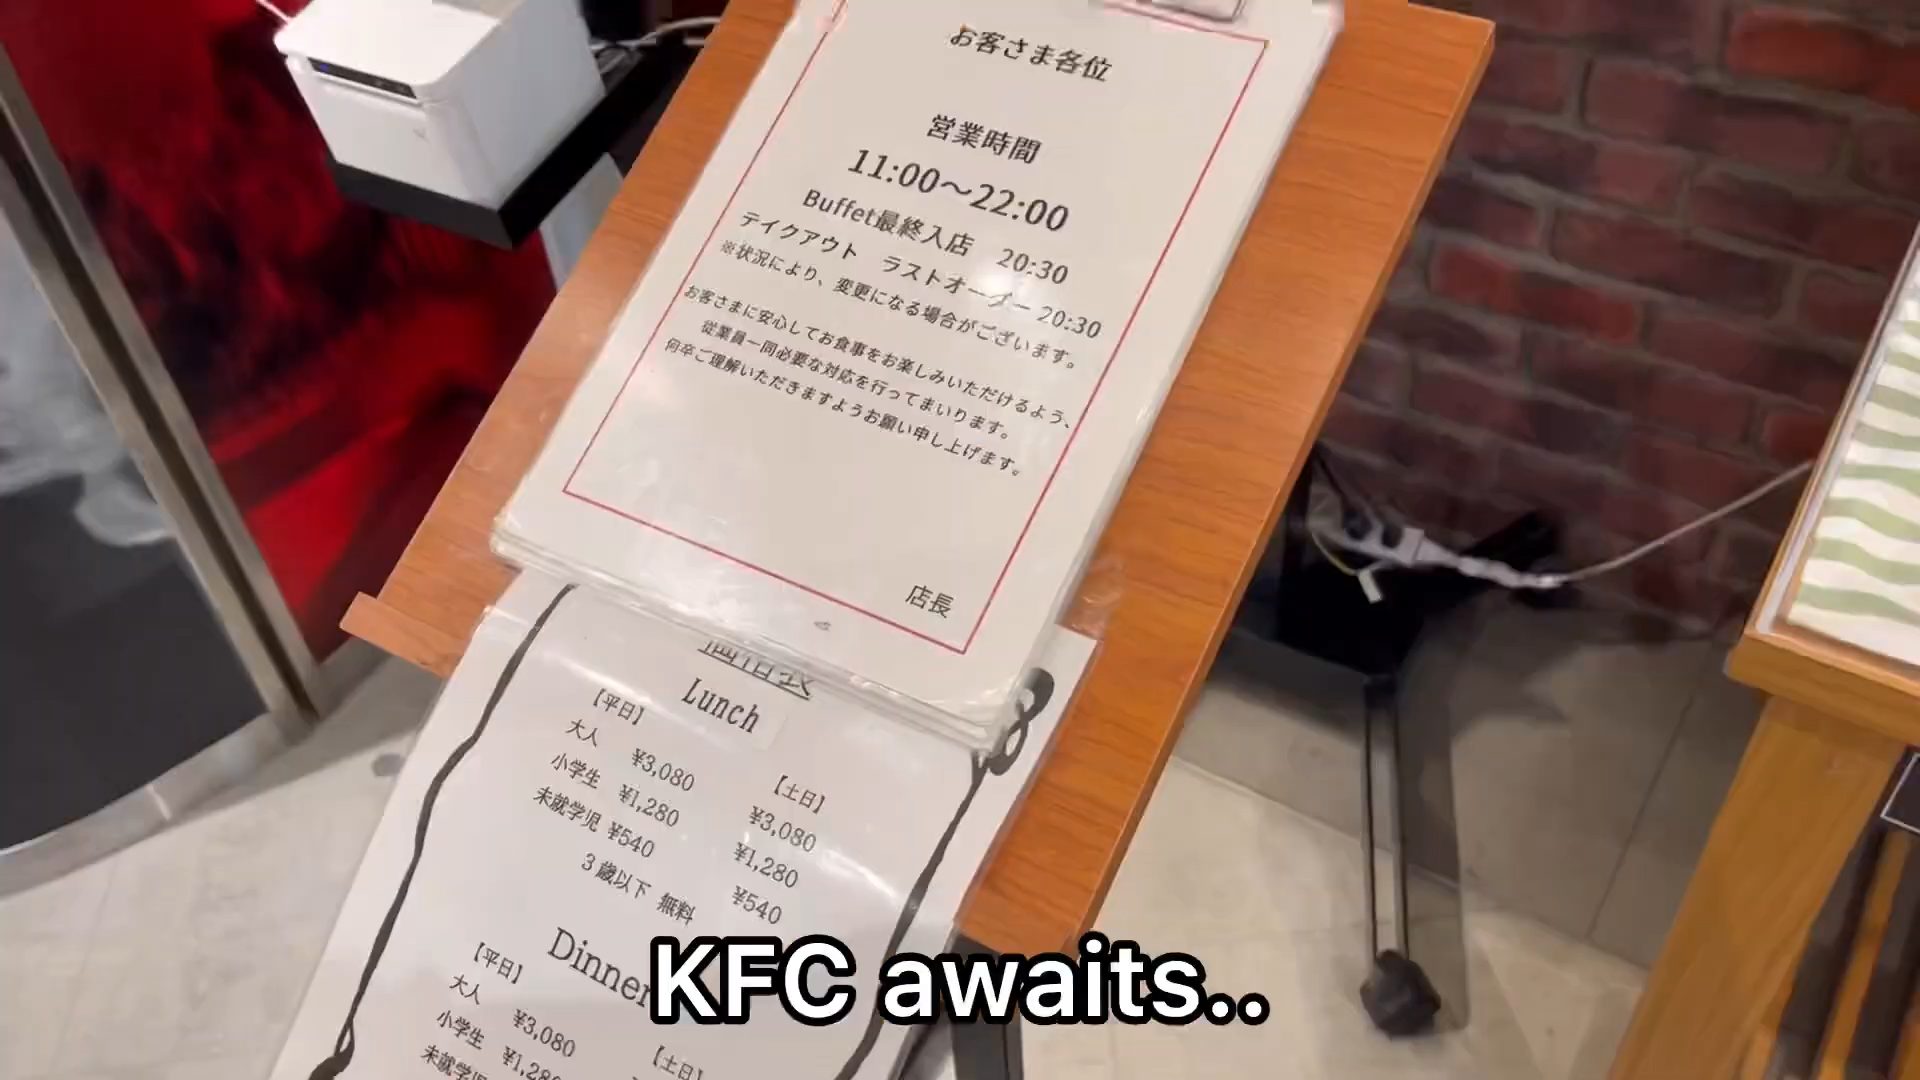 お客さま各位
営業時間
11:00～22:00
Buffet最終入店　20:30
テイクアウト　ラストオーダー 20:30
※状況により、変更になる場合がございます。
お客さまに安心してお食事をお楽しみいただけるよう、
従業員一同必要な対応を行ってまいります。
何卒ご理解いただきますようお願い申し上げます。
店長
Lunch
【平日】
【土日】
大人 ¥3,080 ¥3,080
小学生 ¥1,280 ¥1,280
未就学児 ¥540 ¥540
3歳以下 無料
Dinner
【平日】
【土日】
大人 ¥3,080
小学生
未就学児
KFC awaits..